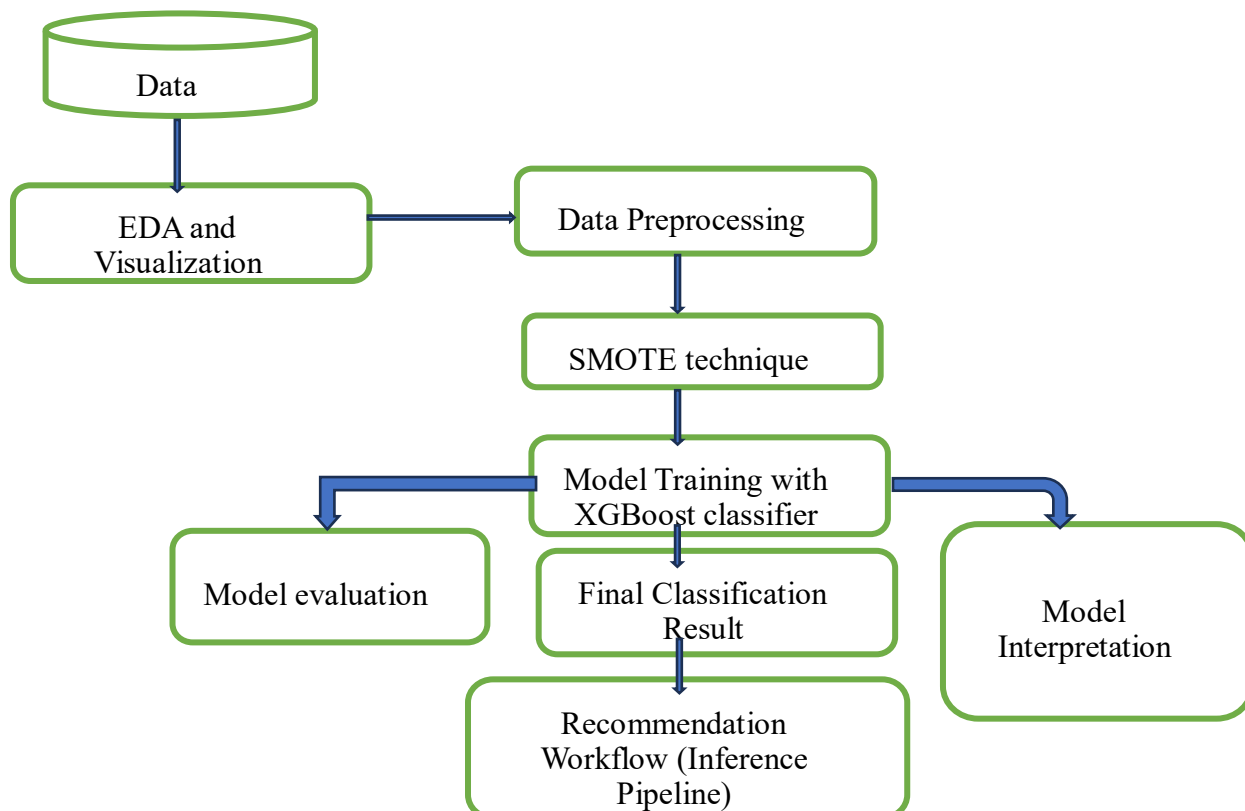 Data
EDA and
Visualization
Data Preprocessing
SMOTE technique
Model Training with
XGBoost classifier
Model evaluation
Final Classification
Result
Model
Interpretation
Recommendation
Workflow (Inference
Pipeline)